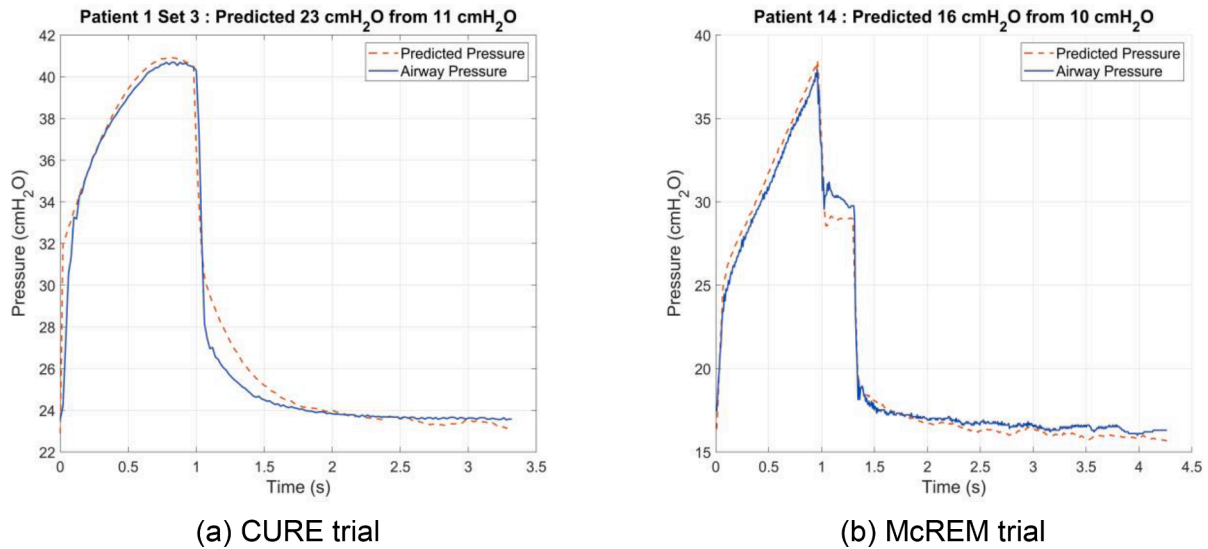 Patient 1 Set 3 : Predicted 23 cmH2O from 11 cmH2O
42
40
38
36
34
32
30
28
26
24
22
Pressure (cmH2O)
0
0.5
1
1.5
2
2.5
3
3.5
Time (s)
Predicted Pressure
Airway Pressure
(a) CURE trial
Patient 14 : Predicted 16 cmH2O from 10 cmH2O
40
35
30
25
20
15
Pressure (cmH2O)
0
0.5
1
1.5
2
2.5
3
3.5
4
4.5
Time (s)
Predicted Pressure
Airway Pressure
(b) McREM trial